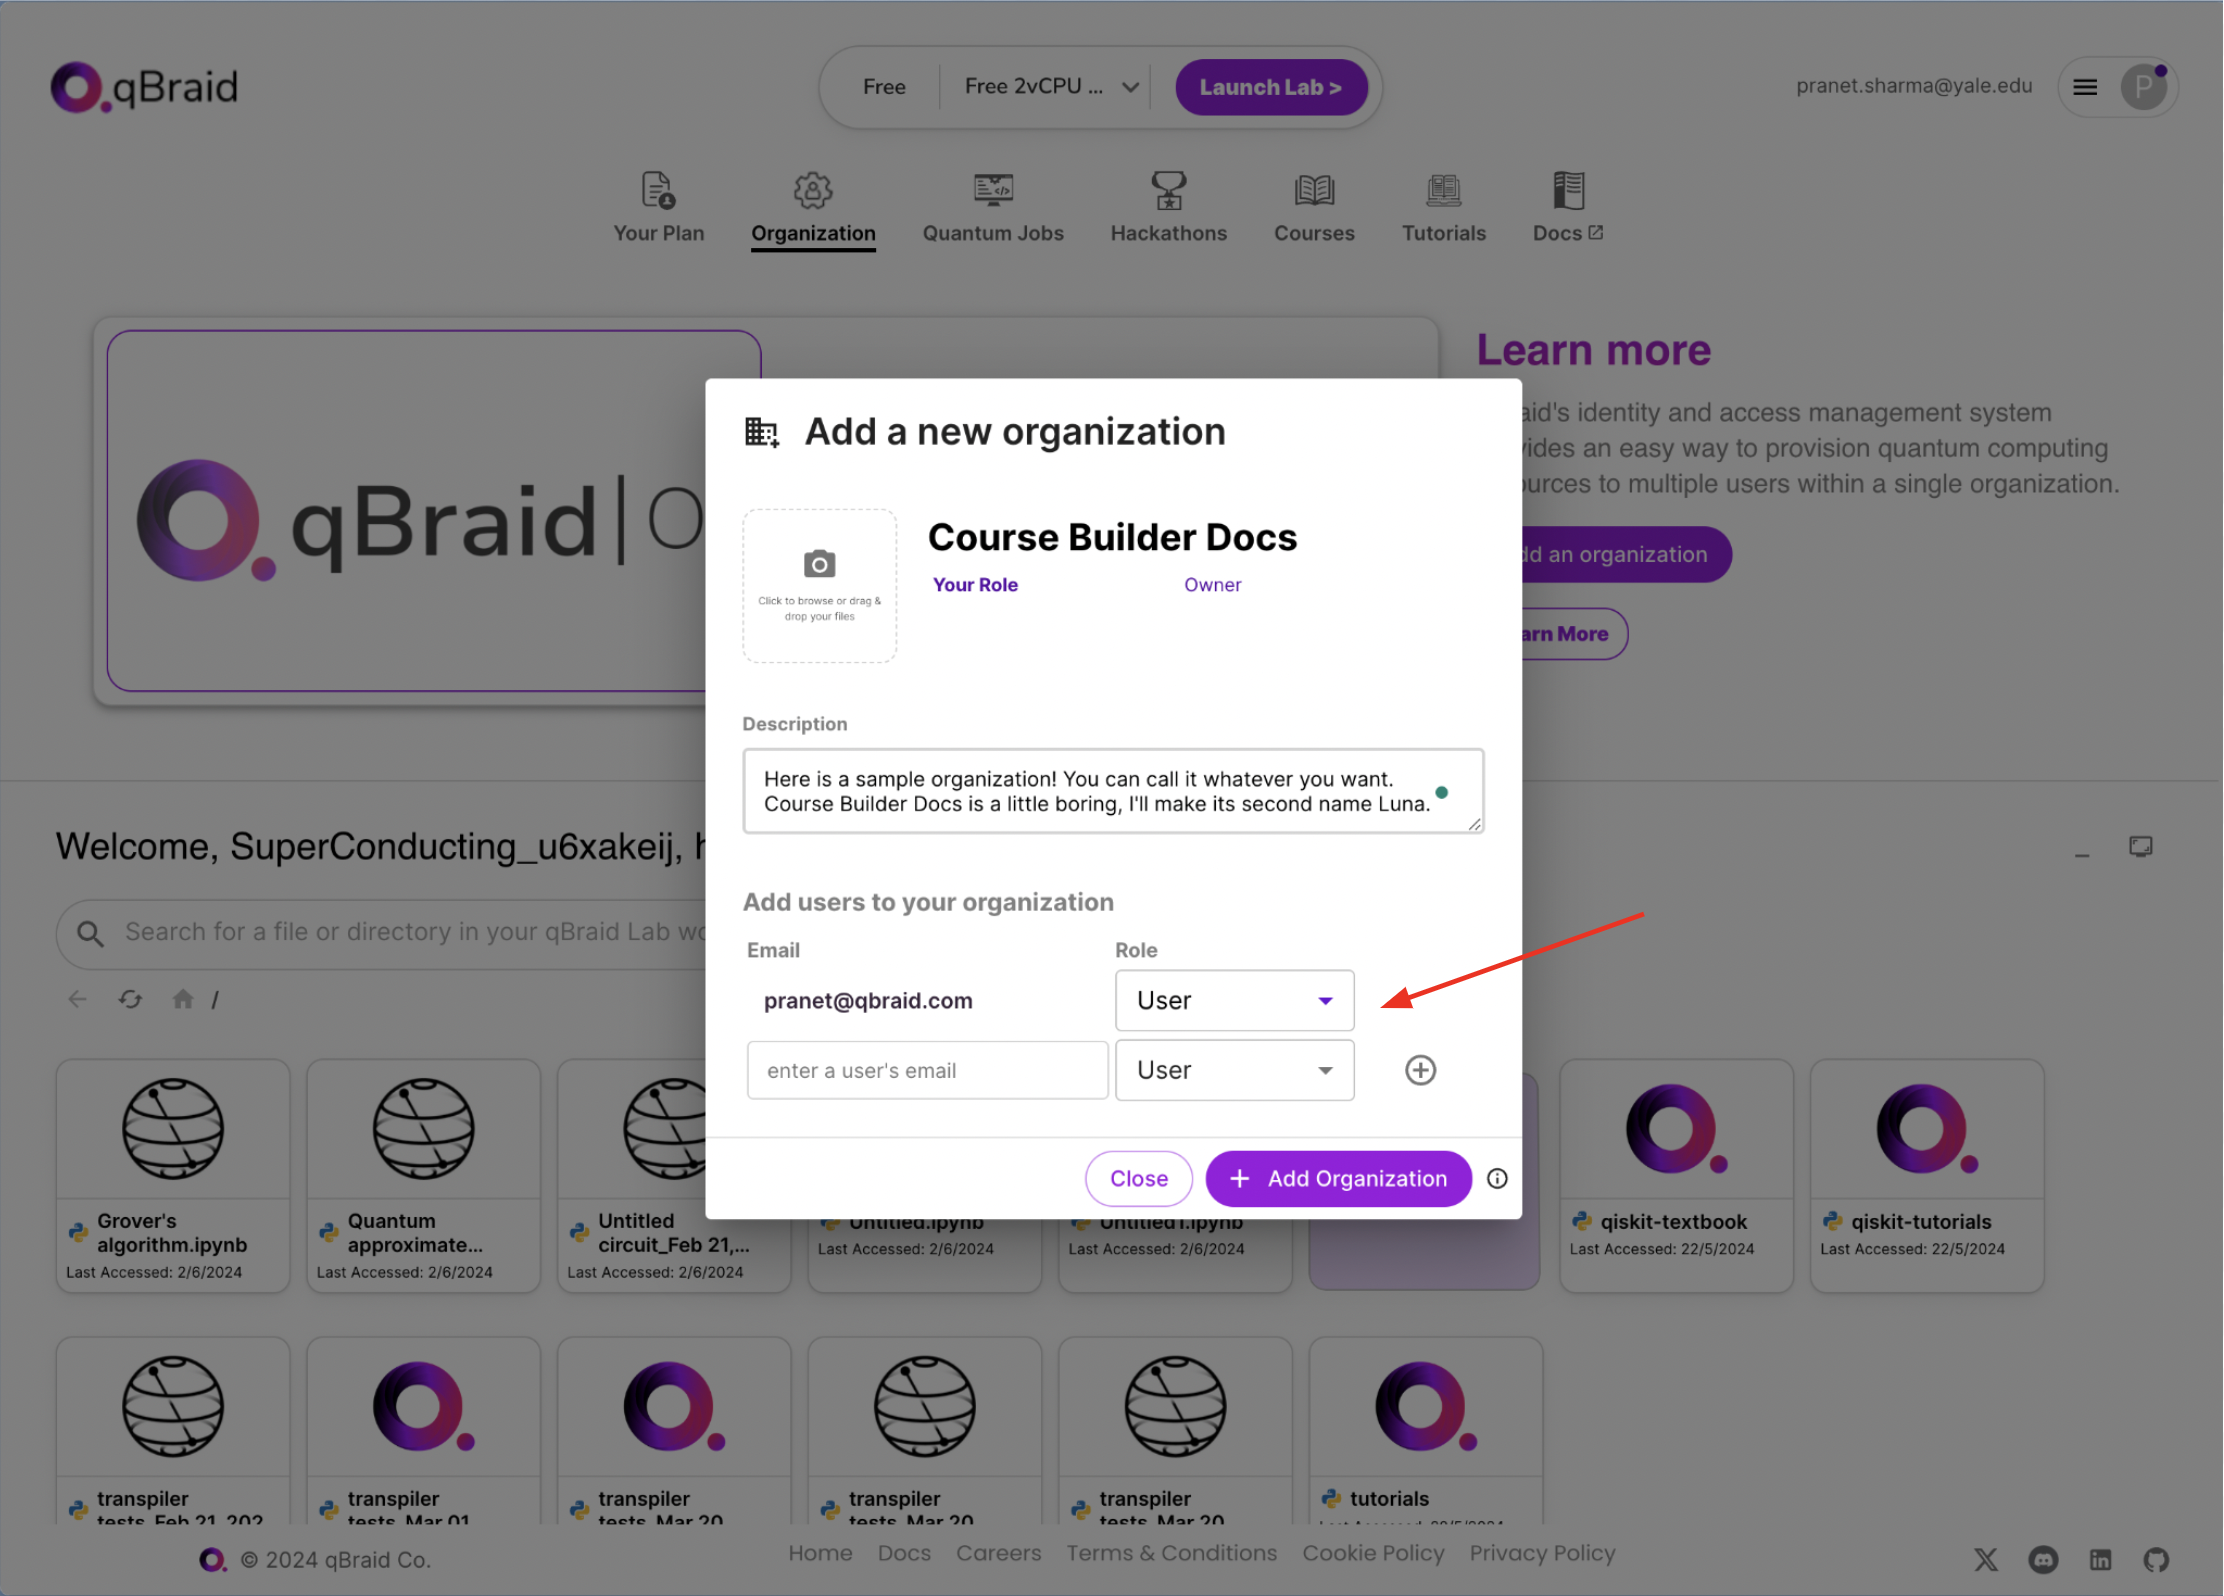 qBraid
Free
Free 2vCPU ...
Launch Lab >
pranet.sharma@yale.edu
P
Your Plan
Organization
Quantum Jobs
Hackathons
Courses
Tutorials
Docs
qBraid|O
Learn more
aid's identity and access management system
ides an easy way to provision quantum computing
ources to multiple users within a single organization.
dd an organization
arn More
Add a new organization
Click to browse or drag &
drop your files
Course Builder Docs
Your Role Owner
Description
Here is a sample organization! You can call it whatever you want.
Course Builder Docs is a little boring, I'll make its second name Luna.
Add users to your organization
Email Role
pranet@qbraid.com User
enter a user's email User
Close
+ Add Organization
Welcome, SuperConducting_u6xakeij, h
Search for a file or directory in your qBraid Lab wo
/
Grover's
algorithm.ipynb
Last Accessed: 2/6/2024
Quantum
approximate...
Last Accessed: 2/6/2024
Untitled
circuit_Feb 21,...
Last Accessed: 2/6/2024
Untitled.ipynb
Last Accessed: 2/6/2024
Untitled1.ipynb
Last Accessed: 2/6/2024
qiskit-textbook
Last Accessed: 22/5/2024
qiskit-tutorials
Last Accessed: 22/5/2024
transpiler
tests_Feb 21, 202
transpiler
tests_Mar 01
transpiler
tests_Mar 20
transpiler
tests_Mar 20
transpiler
tests_Mar 20
tutorials
© 2024 qBraid Co.
Home
Docs
Careers
Terms & Conditions
Cookie Policy
Privacy Policy